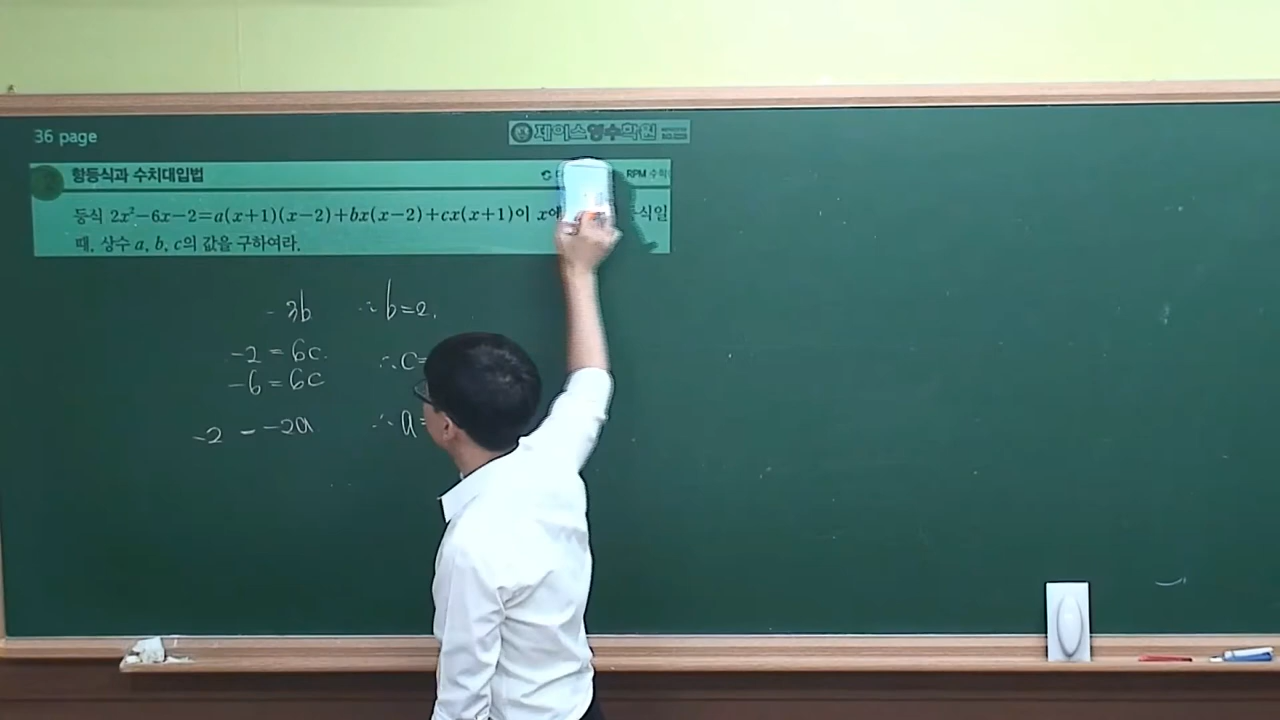 36 page
제이스영수학원
항등식과 수치대입법
RPM 수학
등식 2x²-6x-2=a(x+1)(x-2)+bx(x-2)+cx(x+1)이 x에 등식일
때, 상수 a, b, c의 값을 구하여라.
-3b ∴b=2.
-2=6c. ∴c=
-6=6c
-2 = -2a ∴a=